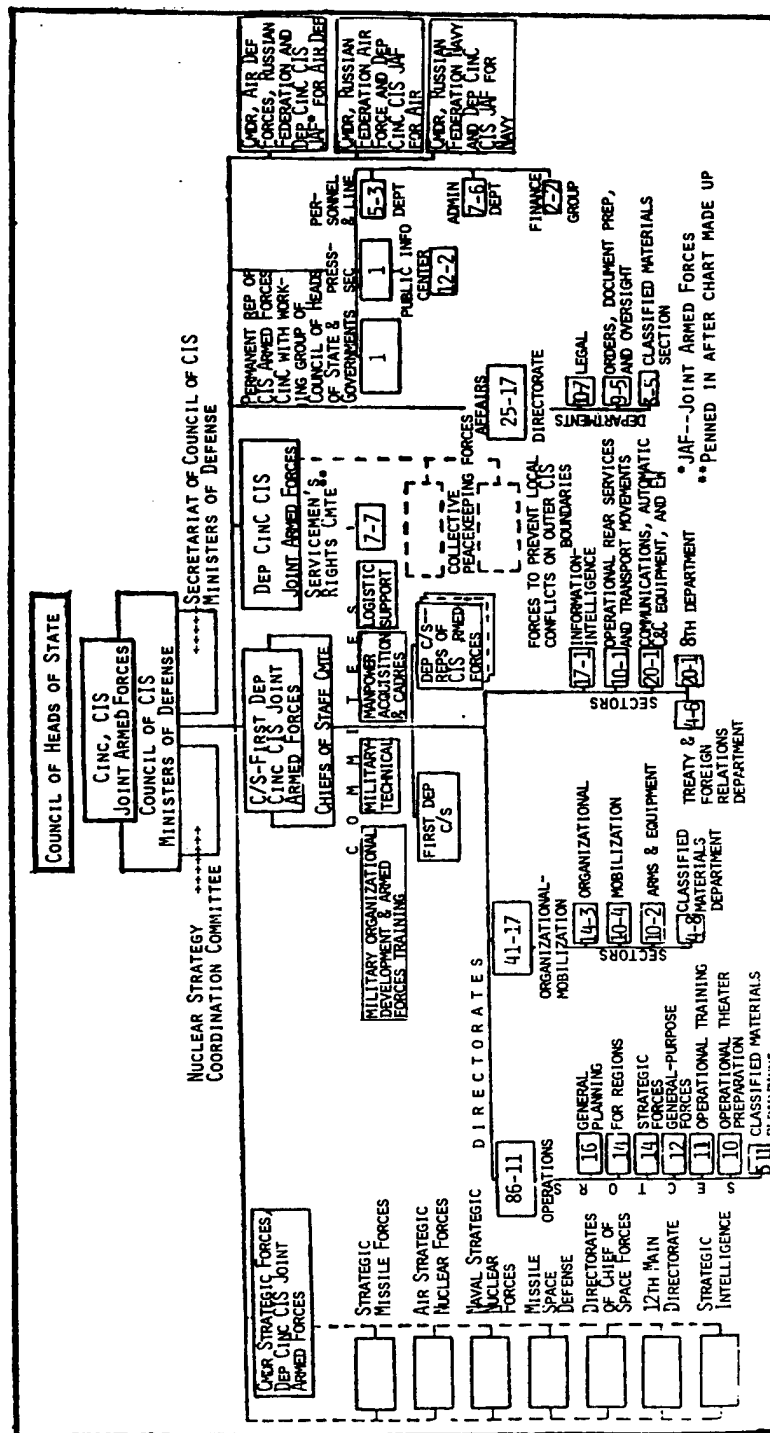 COUNCIL OF HEADS OF STATE
CINC, CIS
JOINT ARMED FORCES
COUNCIL OF CIS
MINISTERS OF DEFENSE
NUCLEAR STRATEGY
COORDINATION COMMITTEE
SECRETARIAT OF COUNCIL OF CIS
MINISTERS OF DEFENSE
CMDR STRATEGIC FORCES,
DEP CINC CIS JOINT
ARMED FORCES
C/S-FIRST DEP
CINC CIS JOINT
ARMED FORCES
CHIEFS OF STAFF CMTE
DEP CINC CIS
JOINT ARMED FORCES
SERVICEMEN'S
RIGHTS CMTE**
7-7
PERMANENT REP OF
CIS ARMED FORCES
CINC WITH WORK-
ING GROUP OF
COUNCIL OF HEADS
OF STATE &
GOVERNMENTS
1
PRESS-
SEC
1
PUBLIC INFO
CENTER
12-2
PER-
SONNEL
& LINE
5-3
DEPT
ADMIN
7-6
DEPT
FINANCE
2-2
GROUP
CMDR, AIR DEF
FORCES, RUSSIAN
FEDERATION AND
DEP CINC CIS
JAF* FOR AIR DEF
CMDR, RUSSIAN
FEDERATION AIR
FORCE AND DEP
CINC CIS JAF
FOR AIR
CMDR, RUSSIAN
FEDERATION NAVY
AND DEP CINC
CIS JAF FOR
NAVY
STRATEGIC
MISSILE FORCES
AIR STRATEGIC
NUCLEAR FORCES
NAVAL STRATEGIC
NUCLEAR
FORCES
MISSILE
SPACE
DEFENSE
DIRECTORATES
OF CHIEF OF
SPACE FORCES
12TH MAIN
DIRECTORATE
STRATEGIC
INTELLIGENCE
C O M M I T T E E S
MILITARY ORGANIZATIONAL
DEVELOPMENT & ARMED
FORCES TRAINING
MILITARY
TECHNICAL
MANPOWER
ACQUISITION
& CADRES
LOGISTIC
SUPPORT
FIRST DEP
C/S
DEP C/S--
REPS OF
CIS
FORCES
COLLECTIVE
PEACEKEEPING FORCES
FORCES TO PREVENT LOCAL
CONFLICTS ON OUTER CIS
BOUNDARIES
D I R E C T O R A T E S
86-11
OPERATIONS
S E C T O R S
16 GENERAL
PLANNING
14 FOR REGIONS
14 STRATEGIC
FORCES
12 GENERAL-PURPOSE
FORCES
11 OPERATIONAL TRAINING
10 OPERATIONAL THEATER
PREPARATION
CLASSIFIED MATERIALS
41-17
ORGANIZATIONAL-
MOBILIZATION
SECTORS
14-3 ORGANIZATIONAL
10-4 MOBILIZATION
10-2 ARMS & EQUIPMENT
4-8 CLASSIFIED
MATERIALS
DEPARTMENT
SECTORS
17-1 INFORMATION-
INTELLIGENCE
10-1 OPERATIONAL REAR SERVICES
AND TRANSPORT MOVEMENTS
20-1 COMMUNICATIONS, AUTOMATIC
C&C EQUIPMENT, AND EW
20-1 8TH DEPARTMENT
TREATY & 4-6
FOREIGN
RELATIONS
DEPARTMENT
AFFAIRS
25-17
DIRECTORATE
DEPARTMENTS
10-7 LEGAL
9-5 ORDERS, DOCUMENT PREP,
AND OVERSIGHT
CLASSIFIED MATERIALS
SECTION
*JAF--JOINT ARMED FORCES
**PENNED IN AFTER CHART MADE UP